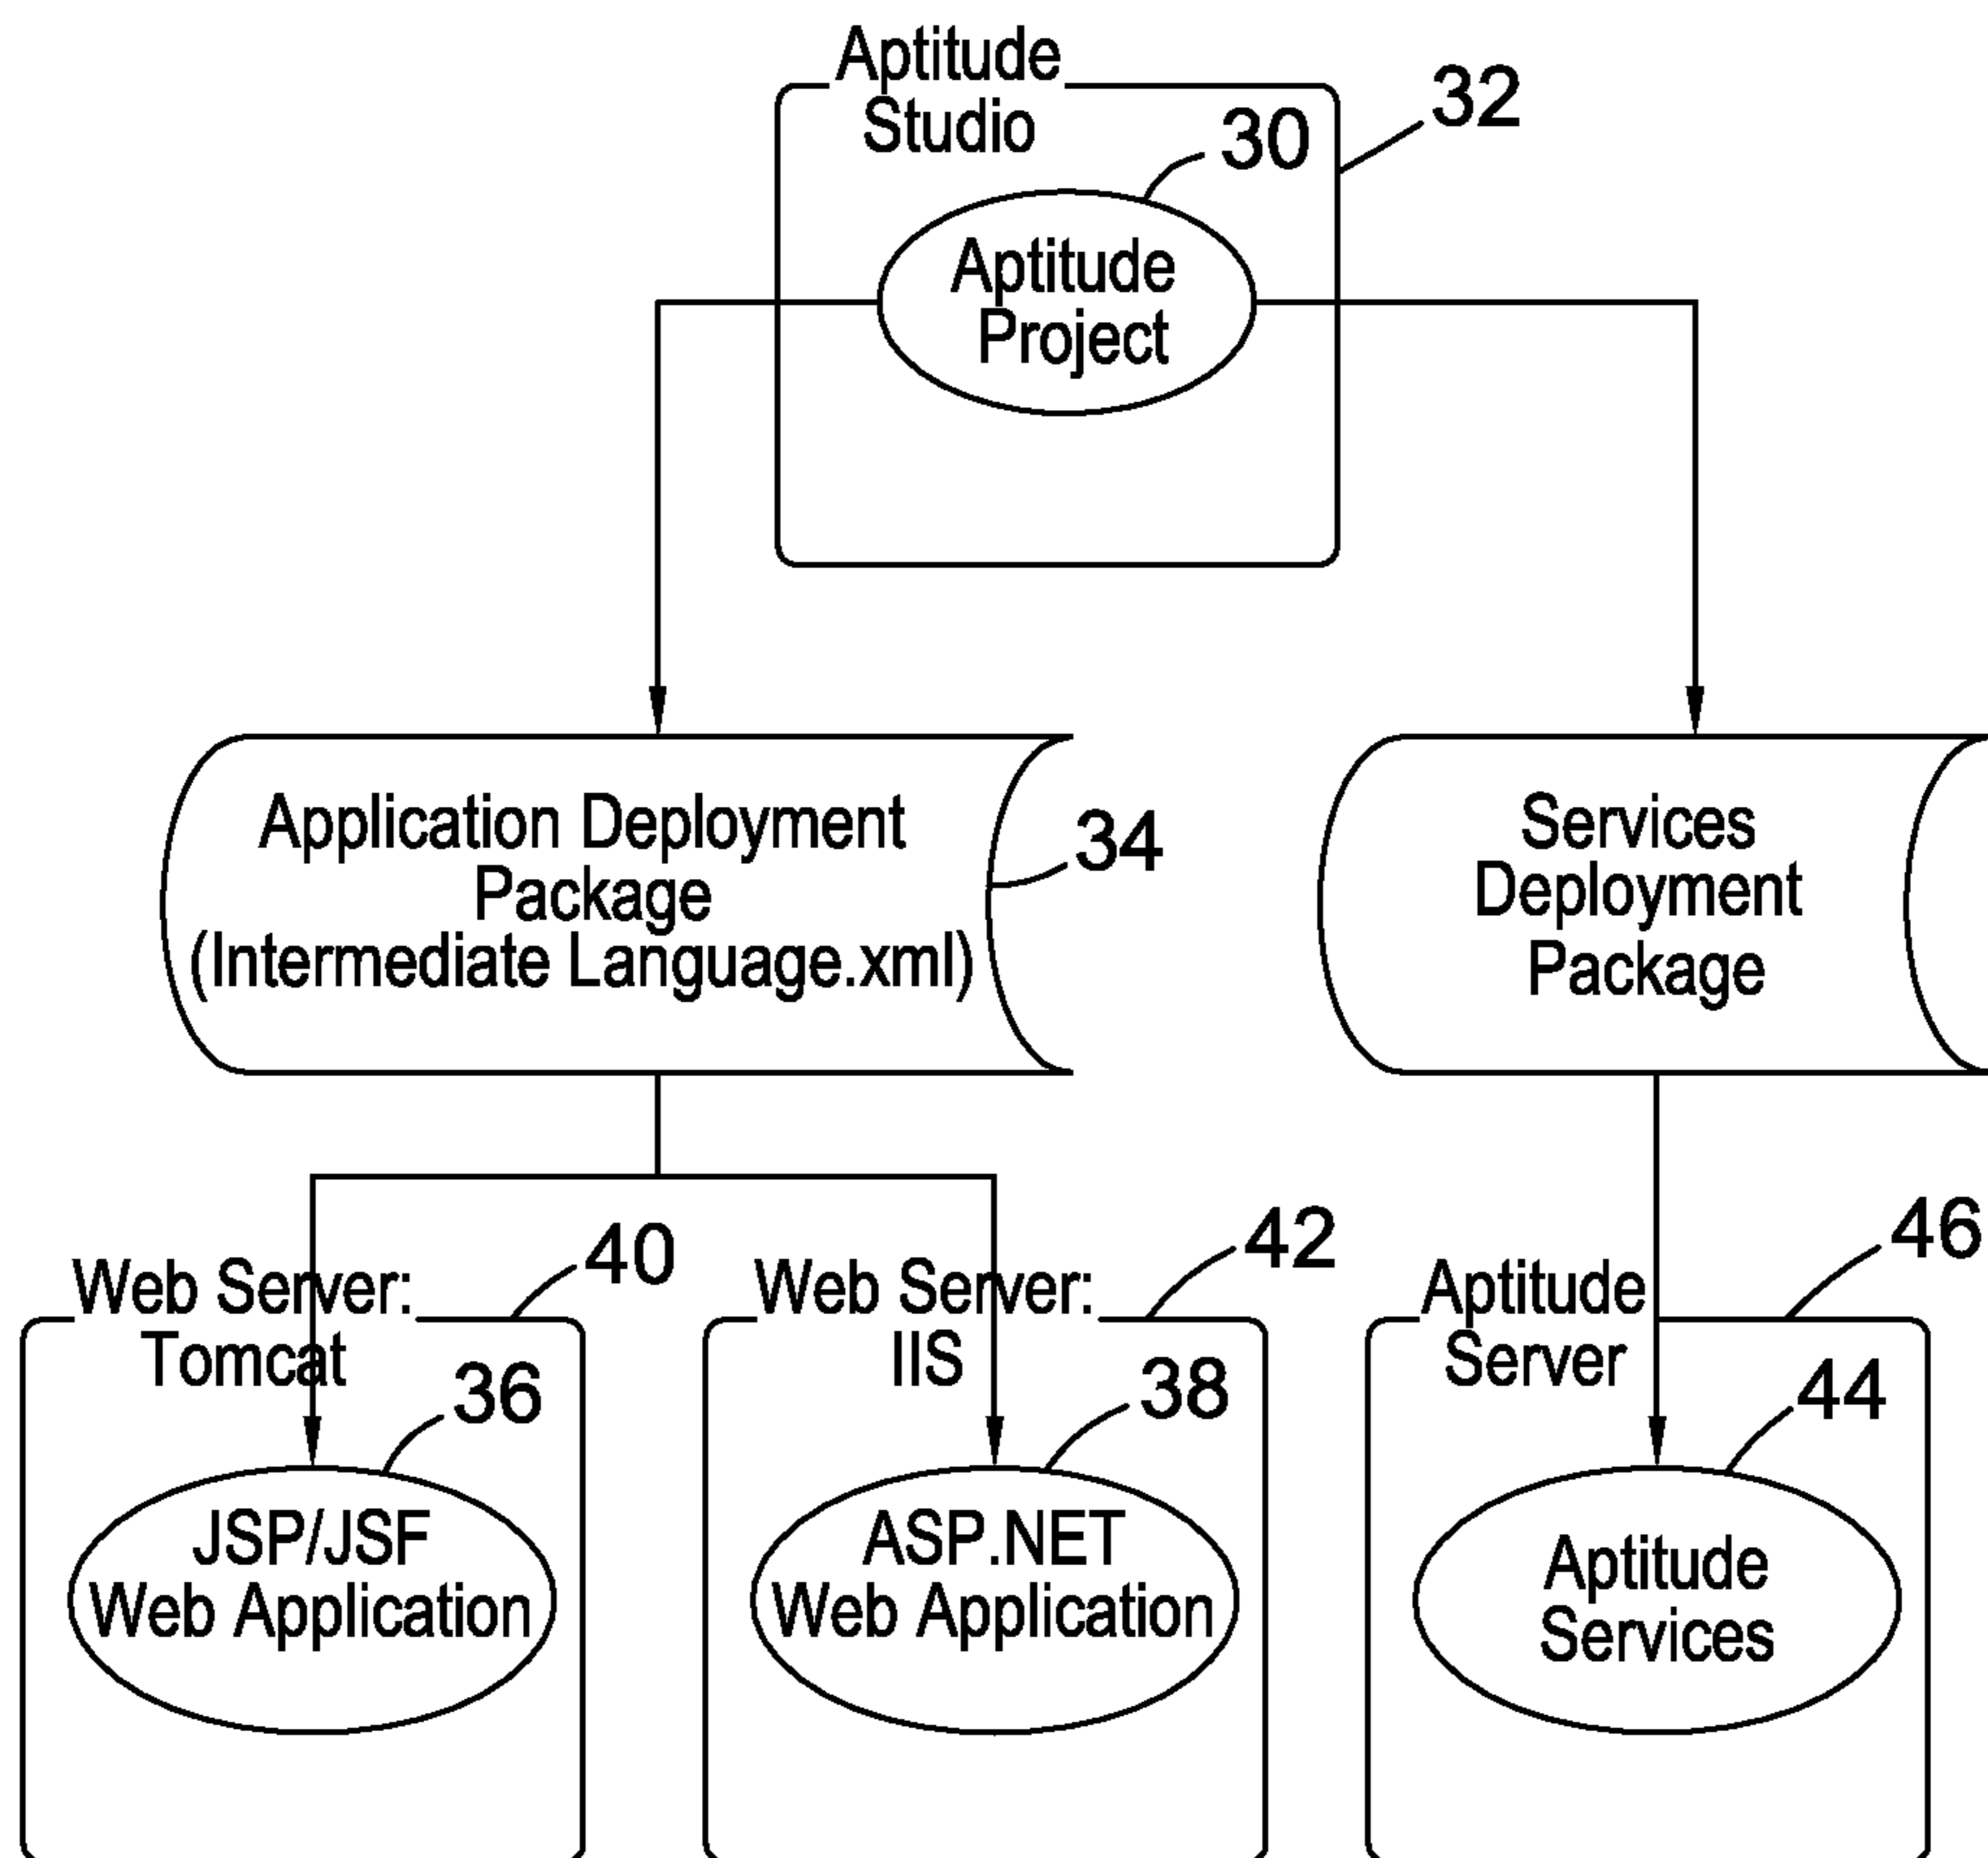 Aptitude
Studio
32
30
Aptitude
Project
Application Deployment
Package
(Intermediate Language.xml)
34
Services
Deployment
Package
Web Server:
Tomcat
40
36
JSP/JSF
Web Application
Web Server:
IIS
42
38
ASP.NET
Web Application
Aptitude
Server
46
44
Aptitude
Services